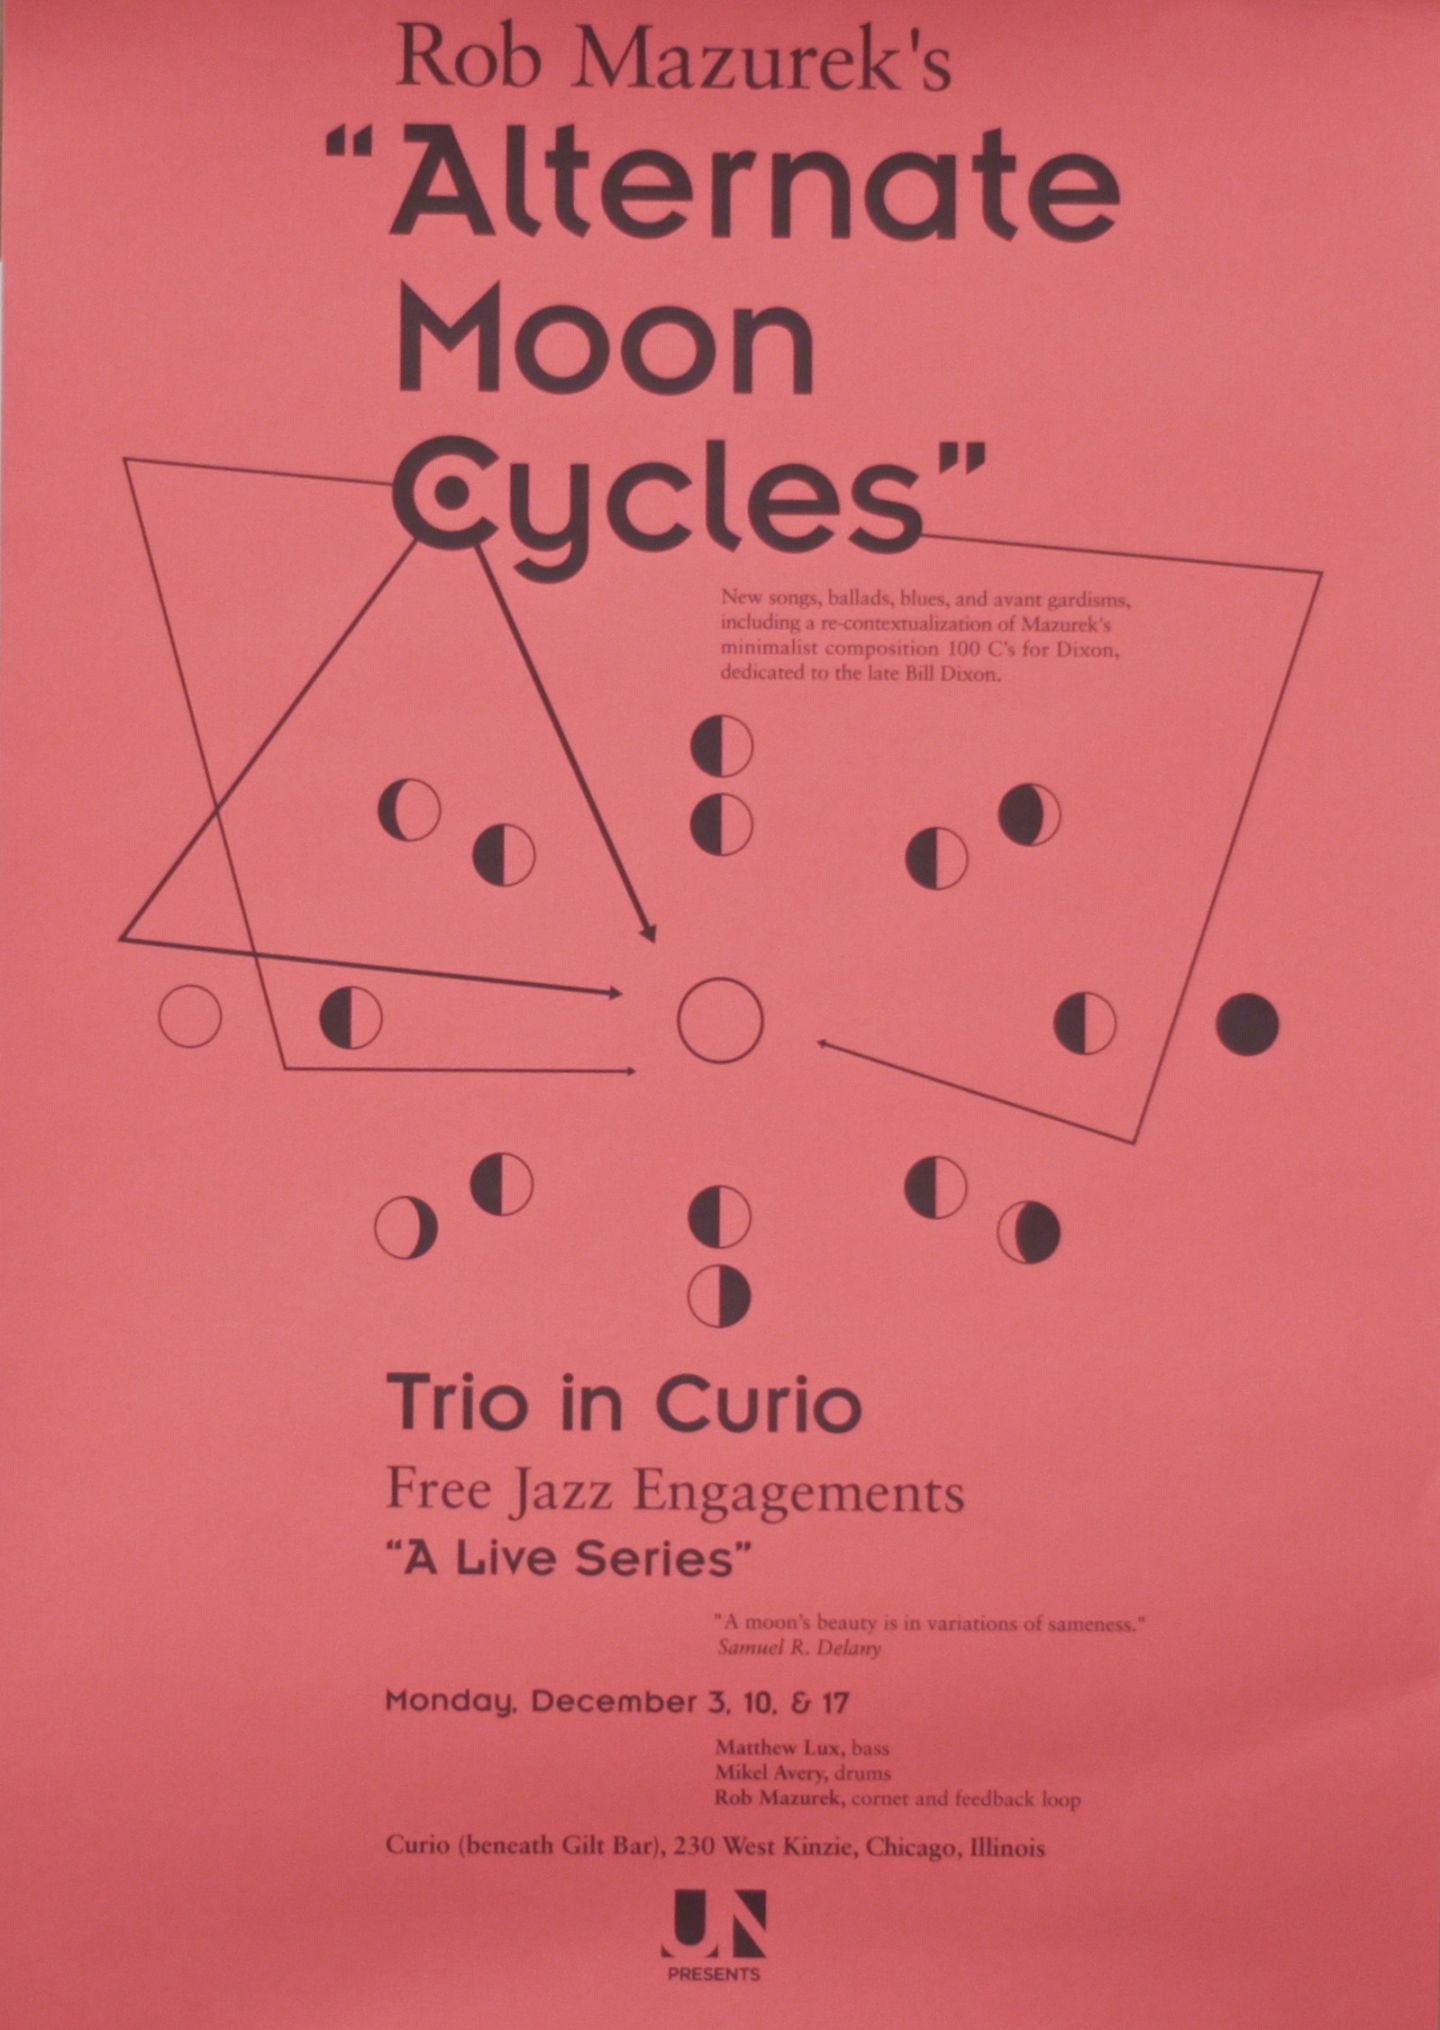 Rob Mazurek's
“Alternate
Moon
Cycles”
New songs, ballads, blues, and avant gardisms,
including a re-contextualization of Mazurek's
minimalist composition 100 C's for Dixon,
dedicated to the late Bill Dixon.
Trio in Curio
Free Jazz Engagements
“A Live Series”
"A moon's beauty is in variations of sameness."
Samuel R. Delany
Monday, December 3, 10, & 17
Matthew Lux, bass
Mikel Avery, drums
Rob Mazurek, cornet and feedback loop
Curio (beneath Gilt Bar), 230 West Kinzie, Chicago, Illinois
UN
PRESENTS